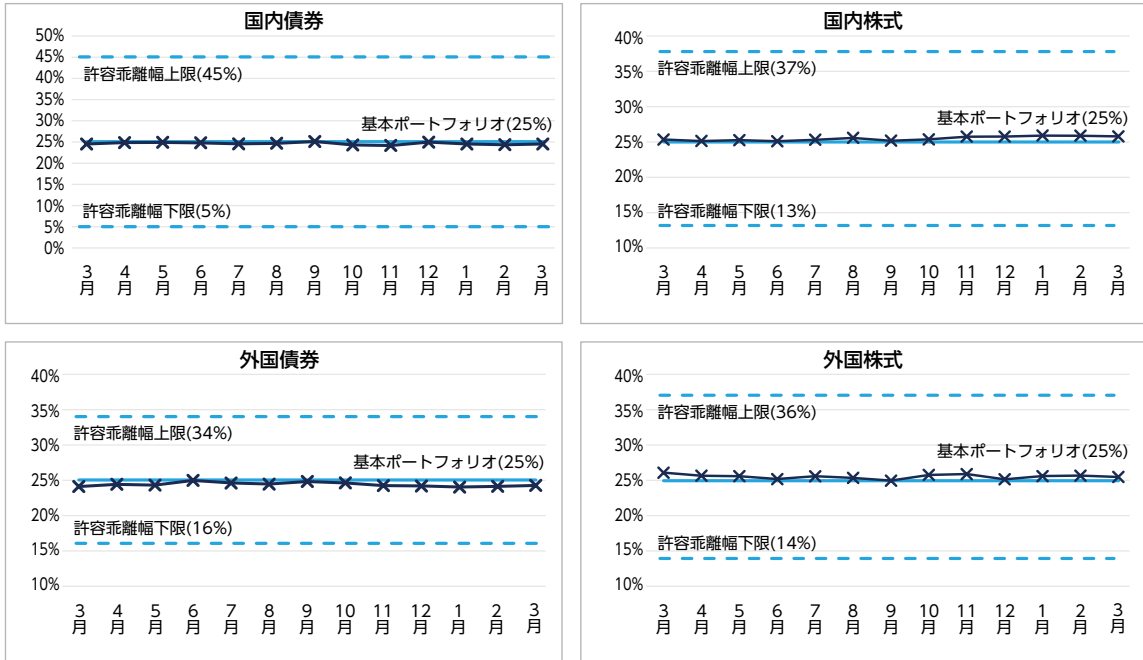 国内債券
50%
45%
許容乖離幅上限(45%)
40%
35%
30%
基本ポートフォリオ(25%)
25%
20%
15%
10%
許容乖離幅下限(5%)
5%
0%
3月 4月 5月 6月 7月 8月 9月 10月 11月 12月 1月 2月 3月
国内株式
40%
許容乖離幅上限(37%)
35%
30%
基本ポートフォリオ(25%)
25%
20%
許容乖離幅下限(13%)
15%
10%
3月 4月 5月 6月 7月 8月 9月 10月 11月 12月 1月 2月 3月
外国債券
40%
35%
許容乖離幅上限(34%)
30%
基本ポートフォリオ(25%)
25%
20%
許容乖離幅下限(16%)
15%
10%
3月 4月 5月 6月 7月 8月 9月 10月 11月 12月 1月 2月 3月
外国株式
40%
35%
許容乖離幅上限(36%)
30%
基本ポートフォリオ(25%)
25%
20%
許容乖離幅下限(14%)
15%
10%
3月 4月 5月 6月 7月 8月 9月 10月 11月 12月 1月 2月 3月